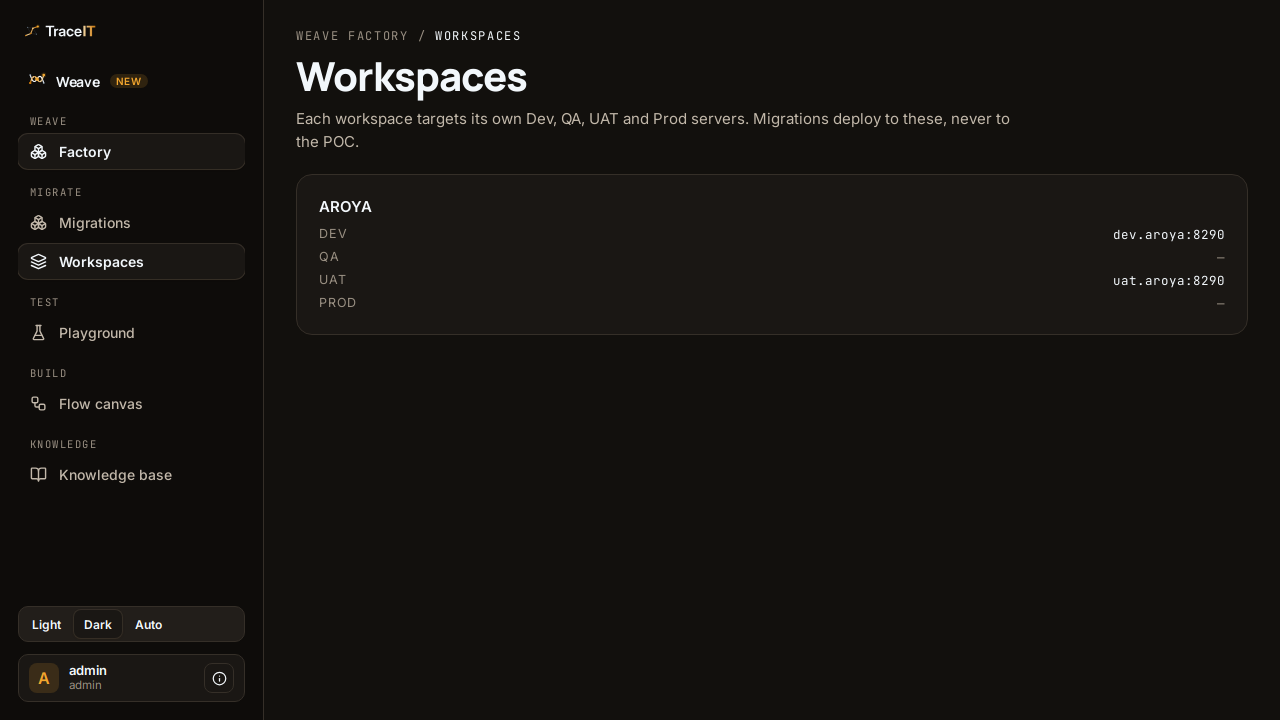 TraceIT
Weave NEW
WEAVE
Factory
MIGRATE
Migrations
Workspaces
TEST
Playground
BUILD
Flow canvas
KNOWLEDGE
Knowledge base
Light Dark Auto
A
admin
admin
WEAVE FACTORY / WORKSPACES
Workspaces
Each workspace targets its own Dev, QA, UAT and Prod servers. Migrations deploy to these, never to
the POC.
AROYA
DEV dev.aroya:8290
QA —
UAT uat.aroya:8290
PROD —